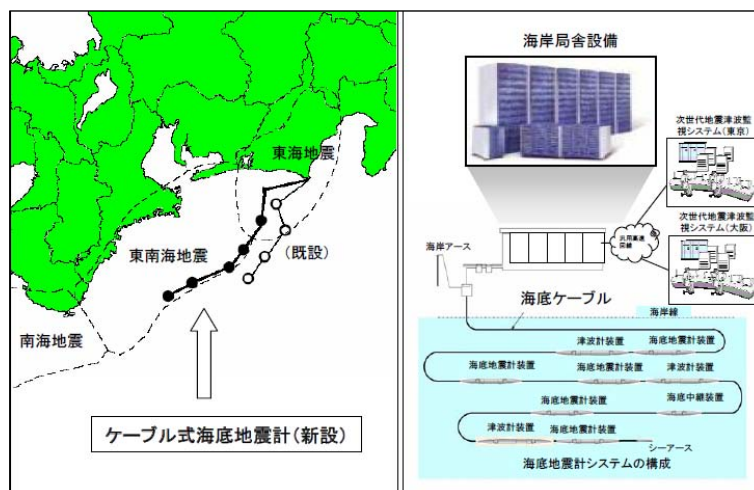 東海地震
東南海地震
(既設)
南海地震
ケーブル式海底地震計(新設)
海岸局舎設備
次世代地震津波監
視システム(東京)
汎用高速
回線
次世代地震津波監
視システム(大阪)
海岸アース
海底ケーブル
海岸線
津波計装置
海底地震計装置
海底地震計装置
海底地震計装置
津波計装置
海底地震計装置
海底中継装置
津波計装置
海底地震計装置
シーアース
海底地震計システムの構成